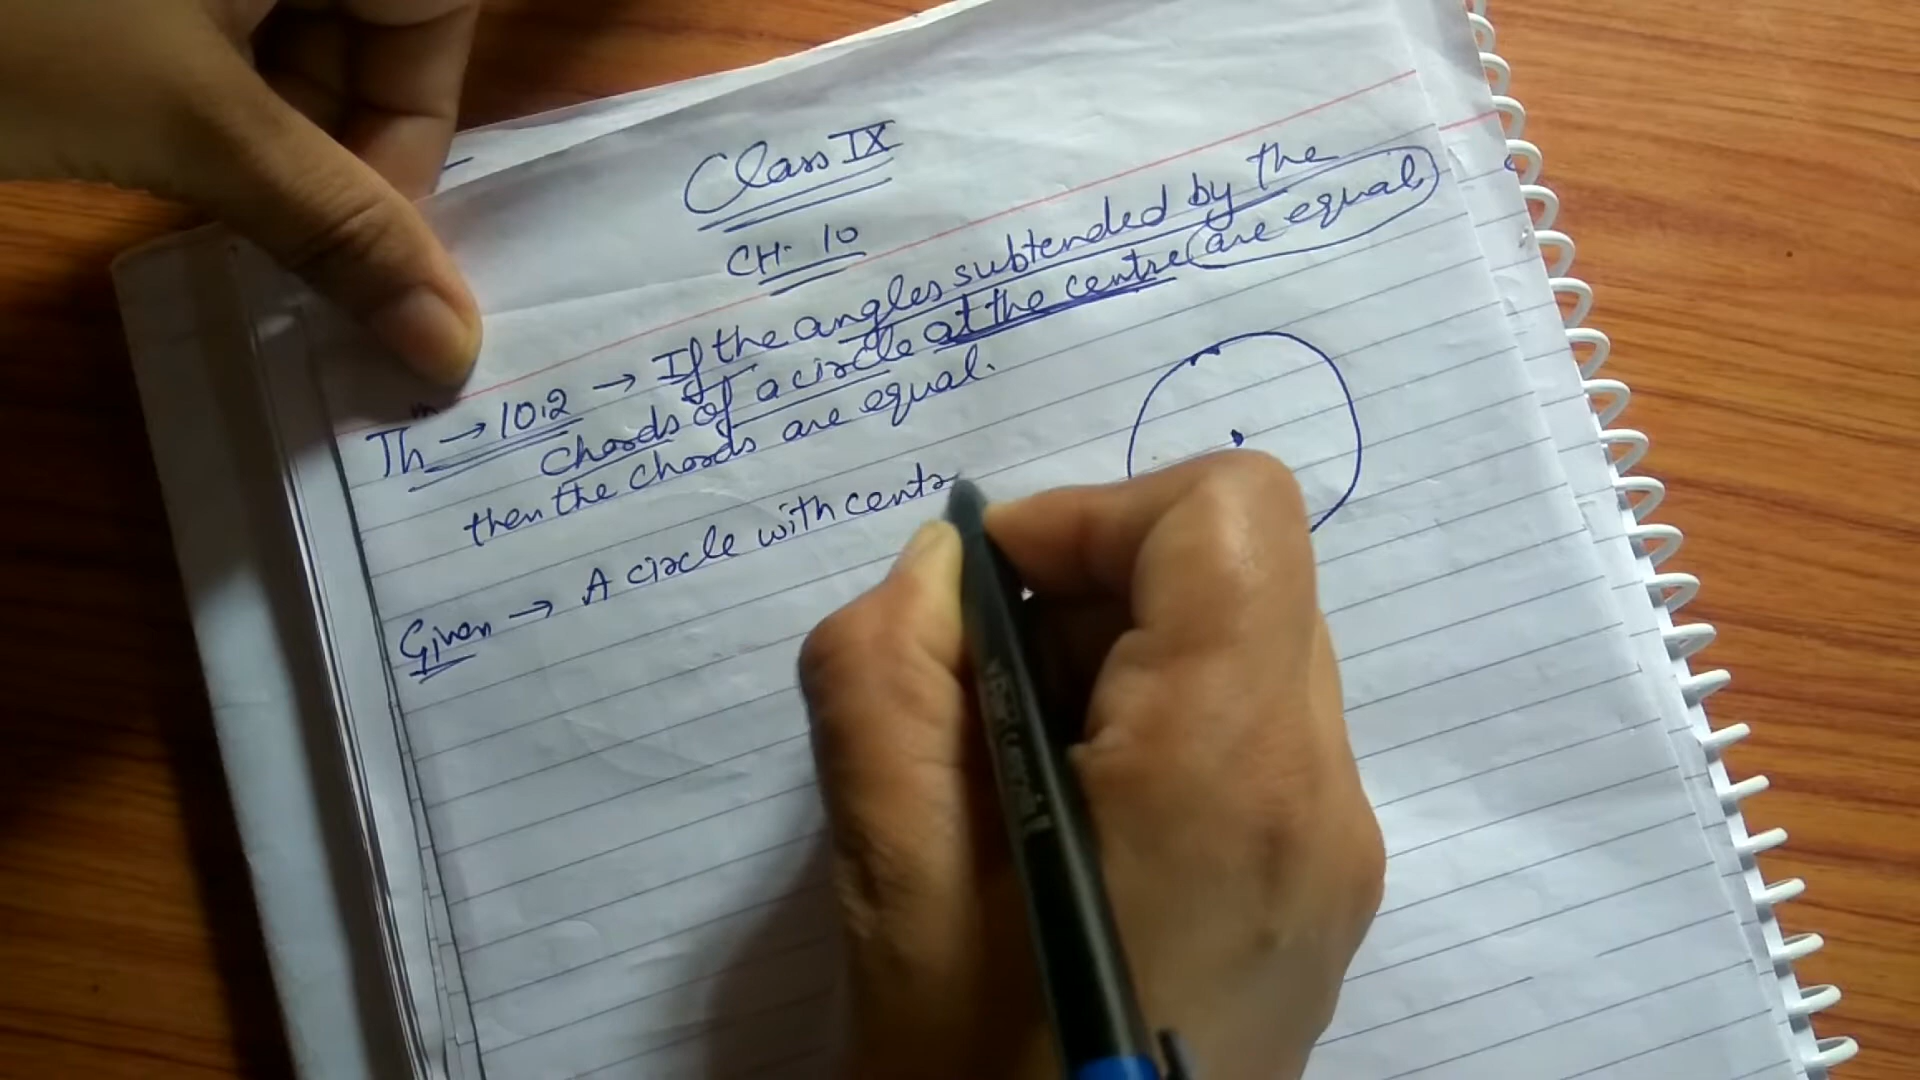 Class IX
CH. 10
Th → 10.2 → If the angles subtended by the
Chords of a circle at the centre are equal,
then the chords are equal.
Given → A circle with centr